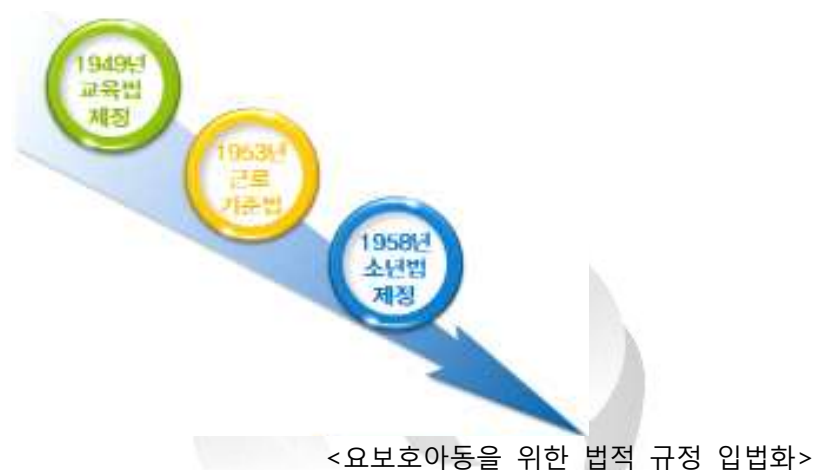 1949년
교육법
제정
1953년
근로
기준법
1958년
소년법
제정
<요보호아동을 위한 법적 규정 입법화>